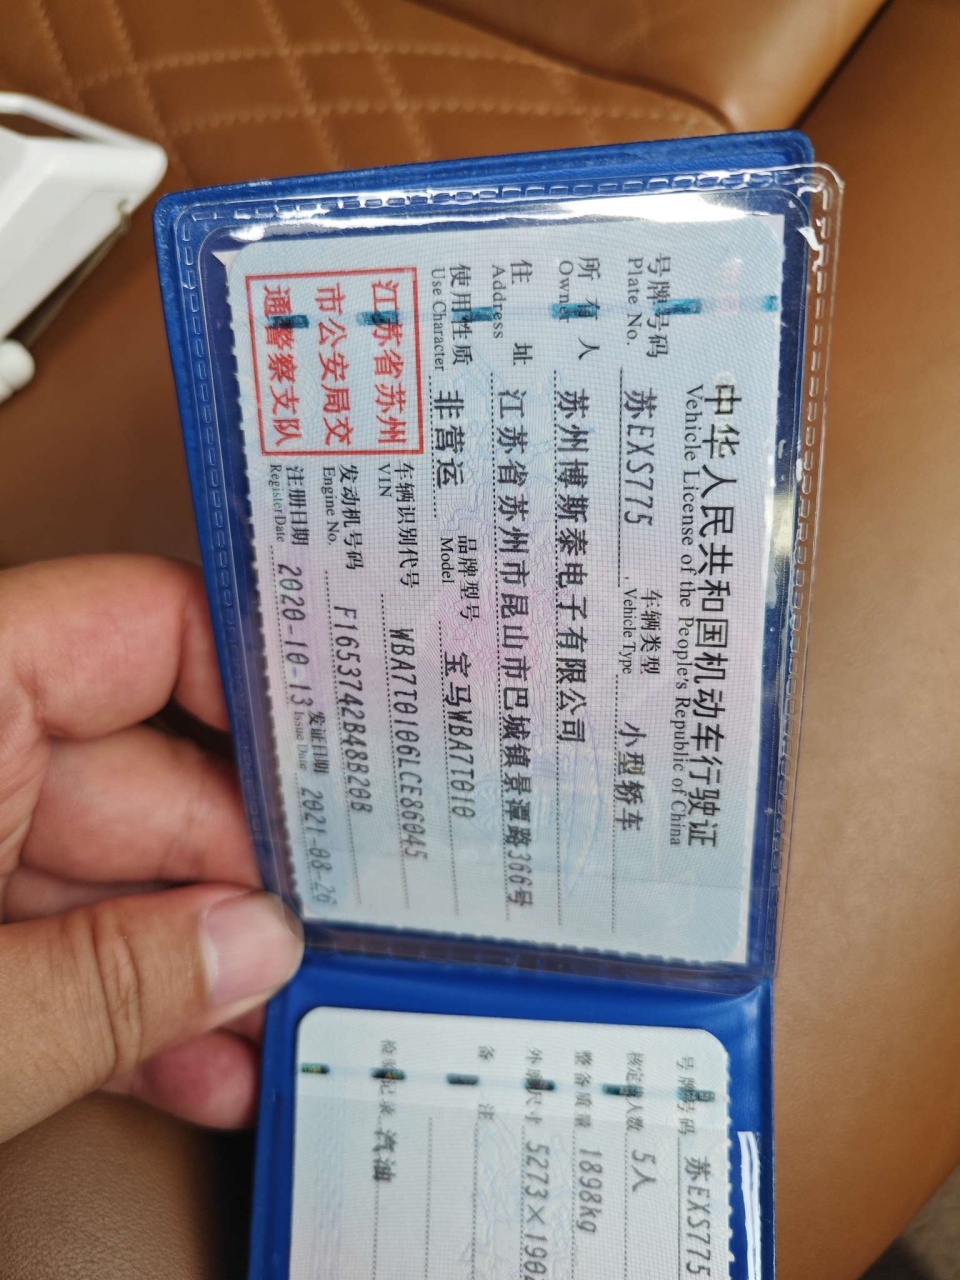 中华人民共和国机动车行驶证
Vehicle License of the People's Republic of China
号牌号码 苏EXS775 车辆类型 小型轿车
Plate No. Vehicle Type
所有人 苏州博斯泰电子有限公司
Owner
住址 江苏省苏州市昆山市巴城镇景潭路366号
Address
使用性质 非营运 品牌型号 宝马WBA7T010
Use Character Model
江苏省苏州
市公安局交
通警察支队
车辆识别代号 WBA7T0106LCE86045
VIN
发动机号码 F1653742B48B20B
Engine No.
注册日期 2020-10-13 发证日期 2021-08-26
Register Date Issue Date
号牌号码 苏EXS775
核定载人数 5人
整备质量 1898kg
外廓尺寸 5273×190
备注
检验记录 汽油